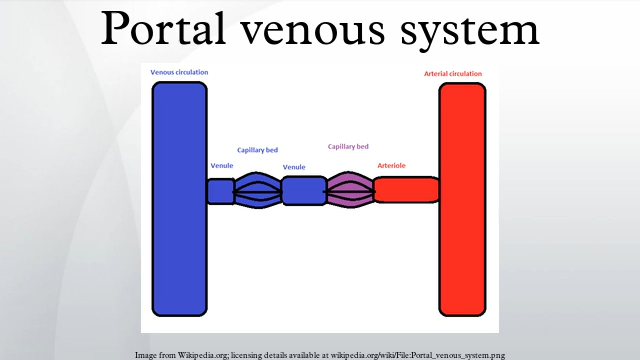 Portal venous system
Venous circulation
Arterial circulation
Capillary bed
Capillary bed
Venule
Venule
Arteriole
Image from Wikipedia.org; licensing details available at wikipedia.org/wiki/File:Portal_venous_system.png